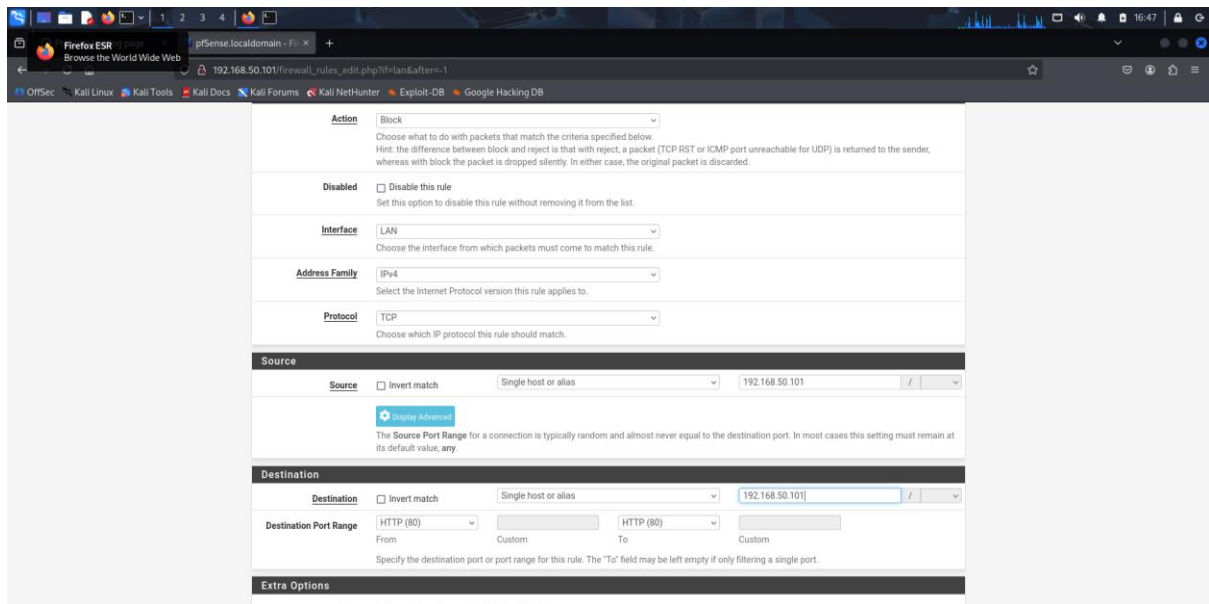 1 2 3 4
16:47
Firefox ESR
Browse the World Wide Web
pfSense.localdomain - Fi
192.168.50.101/firewall_rules_edit.php?if=lan&after=-1
OffSec Kali Linux Kali Tools Kali Docs Kali Forums Kali NetHunter Exploit-DB Google Hacking DB
Action Block
Choose what to do with packets that match the criteria specified below.
Hint: the difference between block and reject is that with reject, a packet (TCP RST or ICMP port unreachable for UDP) is returned to the sender,
whereas with block the packet is dropped silently. In either case, the original packet is discarded.
Disabled Disable this rule
Set this option to disable this rule without removing it from the list.
Interface LAN
Choose the interface from which packets must come to match this rule.
Address Family IPv4
Select the Internet Protocol version this rule applies to.
Protocol TCP
Choose which IP protocol this rule should match.
Source
Source Invert match Single host or alias 192.168.50.101 /
Display Advanced
The Source Port Range for a connection is typically random and almost never equal to the destination port. In most cases this setting must remain at
its default value, any.
Destination
Destination Invert match Single host or alias 192.168.50.101 /
Destination Port Range HTTP (80) HTTP (80)
From Custom To Custom
Specify the destination port or port range for this rule. The "To" field may be left empty if only filtering a single port.
Extra Options